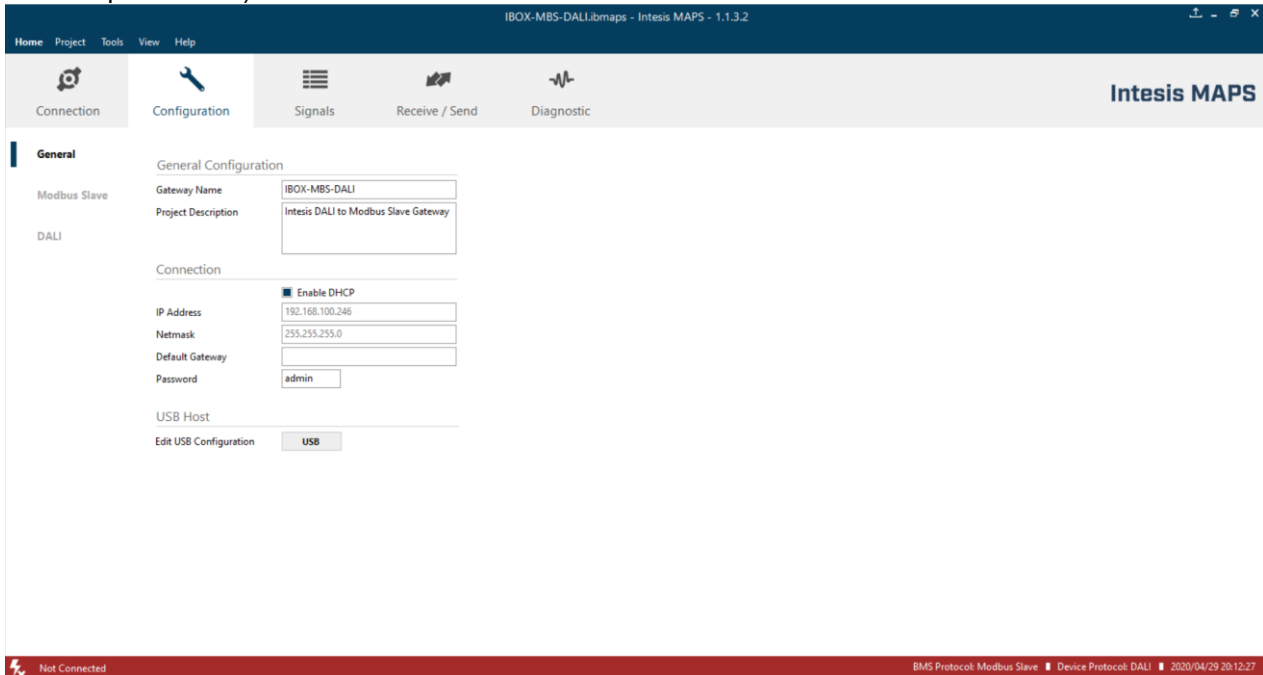 IBOX-MBS-DALI.ibmaps - Intesis MAPS - 1.1.3.2
Home Project Tools View Help
Connection Configuration Signals Receive / Send Diagnostic
Intesis MAPS
General
Modbus Slave
DALI
General Configuration
Gateway Name IBOX-MBS-DALI
Project Description Intesis DALI to Modbus Slave Gateway
Connection
Enable DHCP
IP Address 192.168.100.246
Netmask 255.255.255.0
Default Gateway
Password admin
USB Host
Edit USB Configuration USB
Not Connected
BMS Protocol: Modbus Slave Device Protocol: DALI 2020/04/29 20:12:27